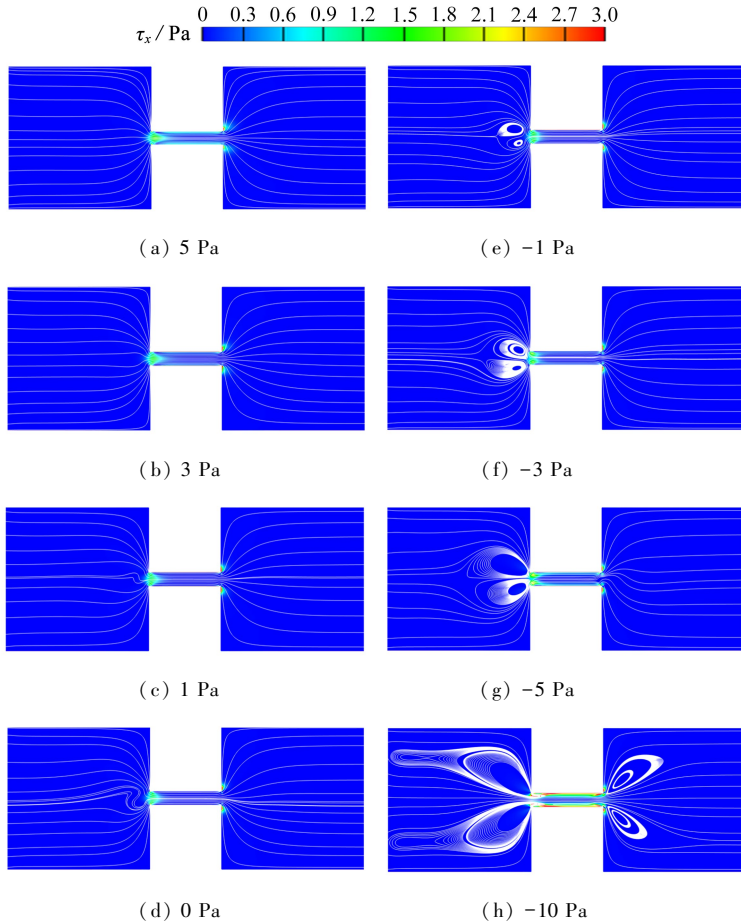 τx / Pa 0 0.3 0.6 0.9 1.2 1.5 1.8 2.1 2.4 2.7 3.0
(a) 5 Pa
(e) −1 Pa
(b) 3 Pa
(f) −3 Pa
(c) 1 Pa
(g) −5 Pa
(d) 0 Pa
(h) −10 Pa